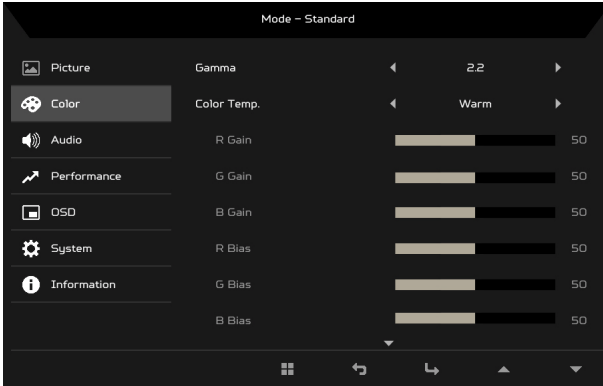 Mode - Standard
Picture
Gamma 2.2
Color
Color Temp. Warm
Audio
R Gain 50
Performance
G Gain 50
OSD
B Gain 50
System
R Bias 50
Information
G Bias 50
B Bias 50